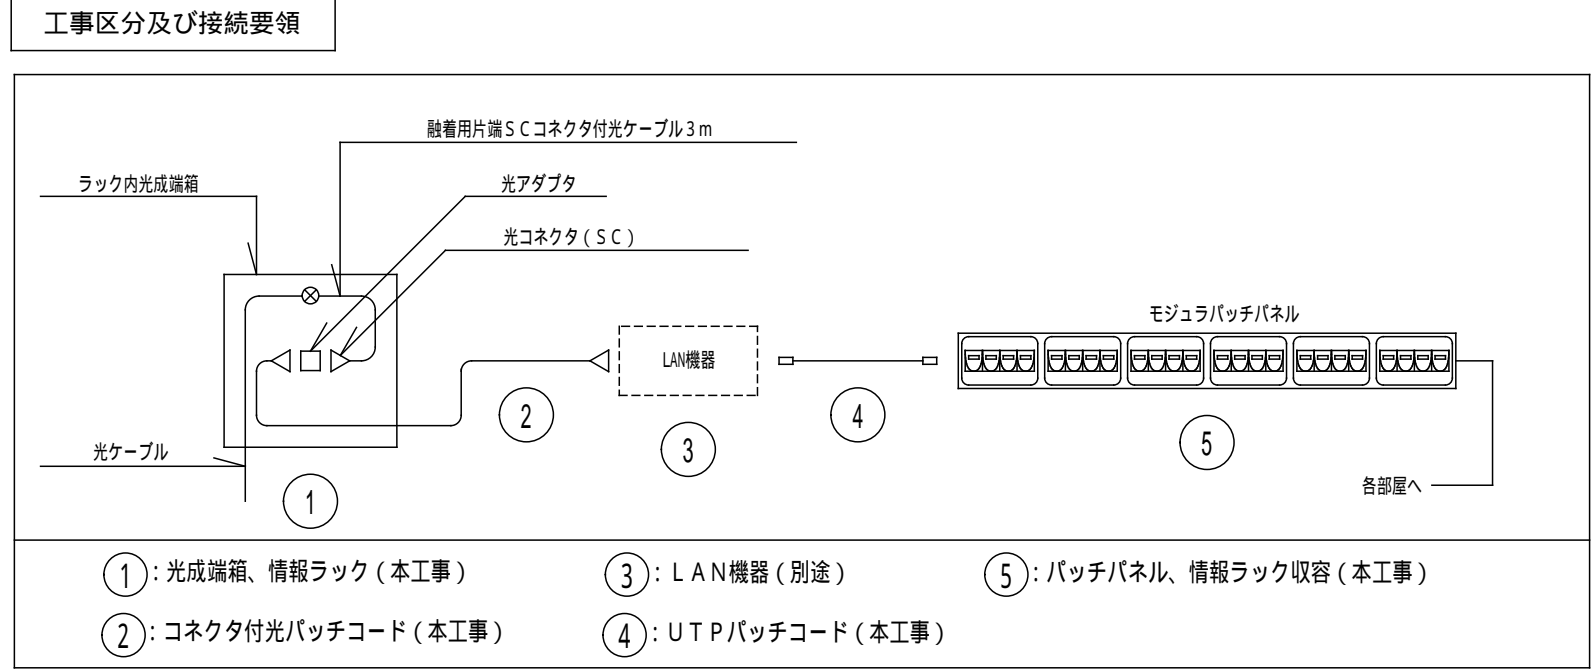 工事区分及び接続要領
融着用片端SCコネクタ付光ケーブル3m
ラック内光成端箱
光アダプタ
光コネクタ(SC)
モジュラパッチパネル
LAN機器
光ケーブル
各部屋へ
1
2
3
4
5
1:光成端箱、情報ラック(本工事)
2:コネクタ付光パッチコード(本工事)
3:LAN機器(別途)
4:UTPパッチコード(本工事)
5:パッチパネル、情報ラック収容(本工事)